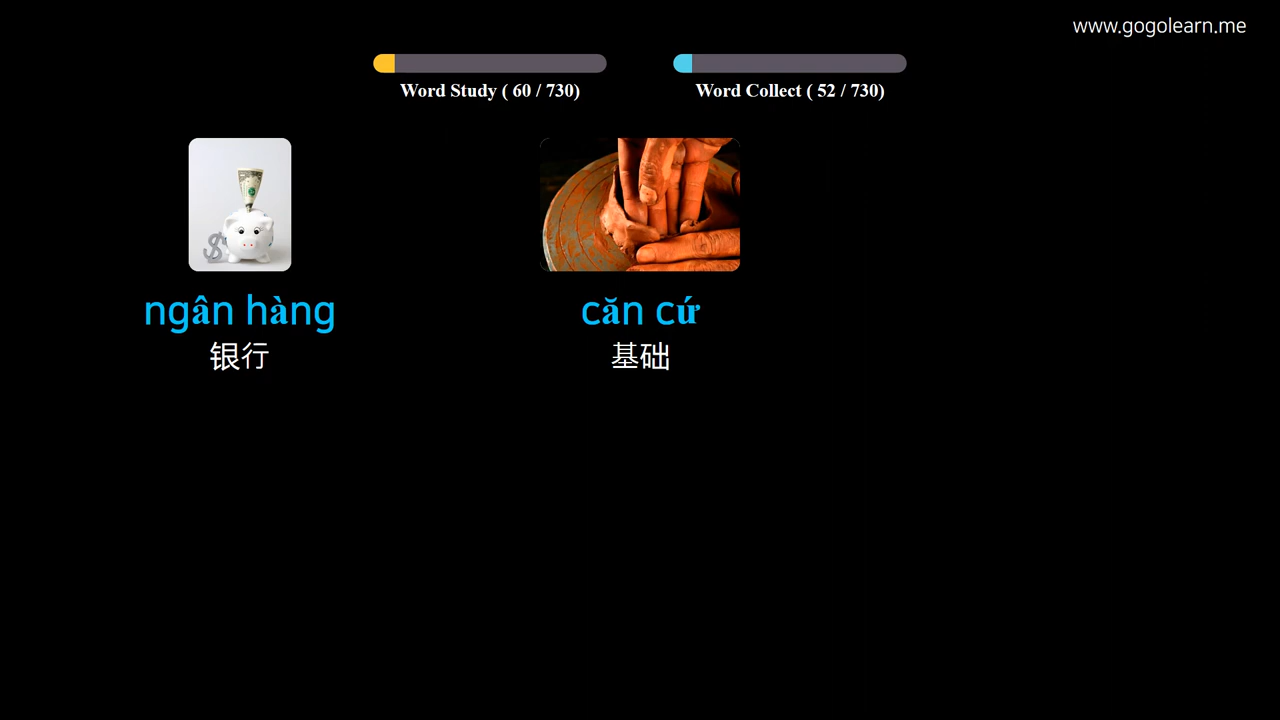 www.gogolearn.me
Word Study ( 60 / 730)
Word Collect ( 52 / 730)
ngân hàng
银行
căn cứ
基础